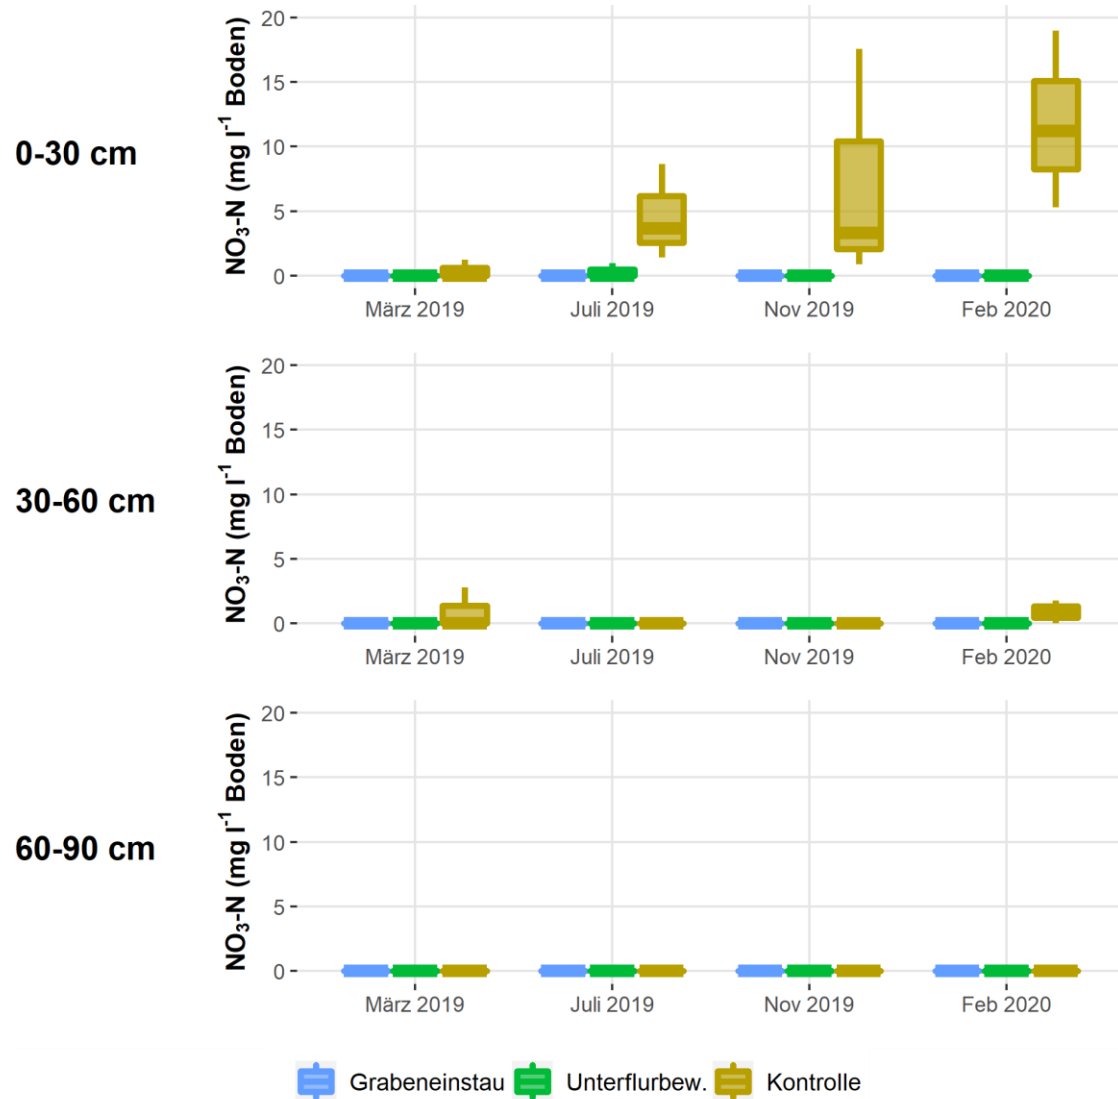 0-30 cm
NO₃-N (mg l⁻¹ Boden)
20
15
10
5
0
März 2019 Juli 2019 Nov 2019 Feb 2020
30-60 cm
NO₃-N (mg l⁻¹ Boden)
20
15
10
5
0
März 2019 Juli 2019 Nov 2019 Feb 2020
60-90 cm
NO₃-N (mg l⁻¹ Boden)
20
15
10
5
0
März 2019 Juli 2019 Nov 2019 Feb 2020
Grabeneinstau Unterflurbew. Kontrolle